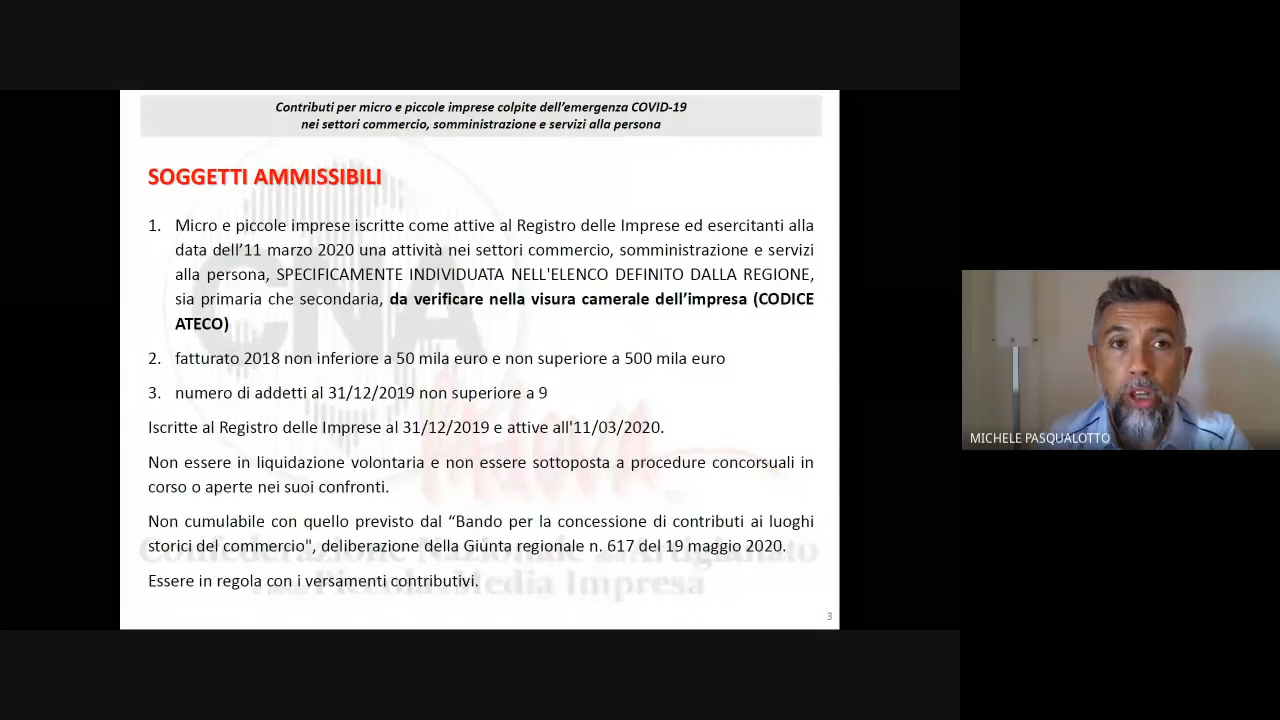 Contributi per micro e piccole imprese colpite dell'emergenza COVID-19
nei settori commercio, somministrazione e servizi alla persona
SOGGETTI AMMISSIBILI
1. Micro e piccole imprese iscritte come attive al Registro delle Imprese ed esercitanti alla
data dell'11 marzo 2020 una attività nei settori commercio, somministrazione e servizi
alla persona, SPECIFICAMENTE INDIVIDUATA NELL'ELENCO DEFINITO DALLA REGIONE,
sia primaria che secondaria, da verificare nella visura camerale dell'impresa (CODICE
ATECO)
2. fatturato 2018 non inferiore a 50 mila euro e non superiore a 500 mila euro
3. numero di addetti al 31/12/2019 non superiore a 9
Iscritte al Registro delle Imprese al 31/12/2019 e attive all'11/03/2020.
Non essere in liquidazione volontaria e non essere sottoposta a procedure concorsuali in
corso o aperte nei suoi confronti.
Non cumulabile con quello previsto dal “Bando per la concessione di contributi ai luoghi
storici del commercio", deliberazione della Giunta regionale n. 617 del 19 maggio 2020.
Essere in regola con i versamenti contributivi.
CNA
Confederazione Nazionale Artigianato
Piccola Media Impresa
3
MICHELE PASQUALOTTO